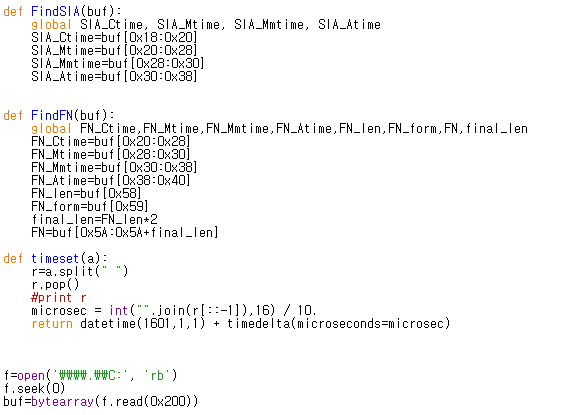 def FindSIA(buf):
    global SIA_Ctime, SIA_Mtime, SIA_Mmtime, SIA_Atime
    SIA_Ctime=buf[0x18:0x20]
    SIA_Mtime=buf[0x20:0x28]
    SIA_Mmtime=buf[0x28:0x30]
    SIA_Atime=buf[0x30:0x38]
def FindFN(buf):
    global FN_Ctime,FN_Mtime,FN_Mmtime,FN_Atime,FN_len,FN_form,FN,final_len
    FN_Ctime=buf[0x20:0x28]
    FN_Mtime=buf[0x28:0x30]
    FN_Mmtime=buf[0x30:0x38]
    FN_Atime=buf[0x38:0x40]
    FN_len=buf[0x58]
    FN_form=buf[0x59]
    final_len=FN_len*2
    FN=buf[0x5A:0x5A+final_len]
def timeset(a):
    r=a.split(" ")
    r.pop()
    #print r
    microsec = int("".join(r[::-1]),16) / 10.
    return datetime(1601,1,1) + timedelta(microseconds=microsec)
f=open('₩₩₩₩.₩₩C:', 'rb')
f.seek(0)
buf=bytearray(f.read(0x200))